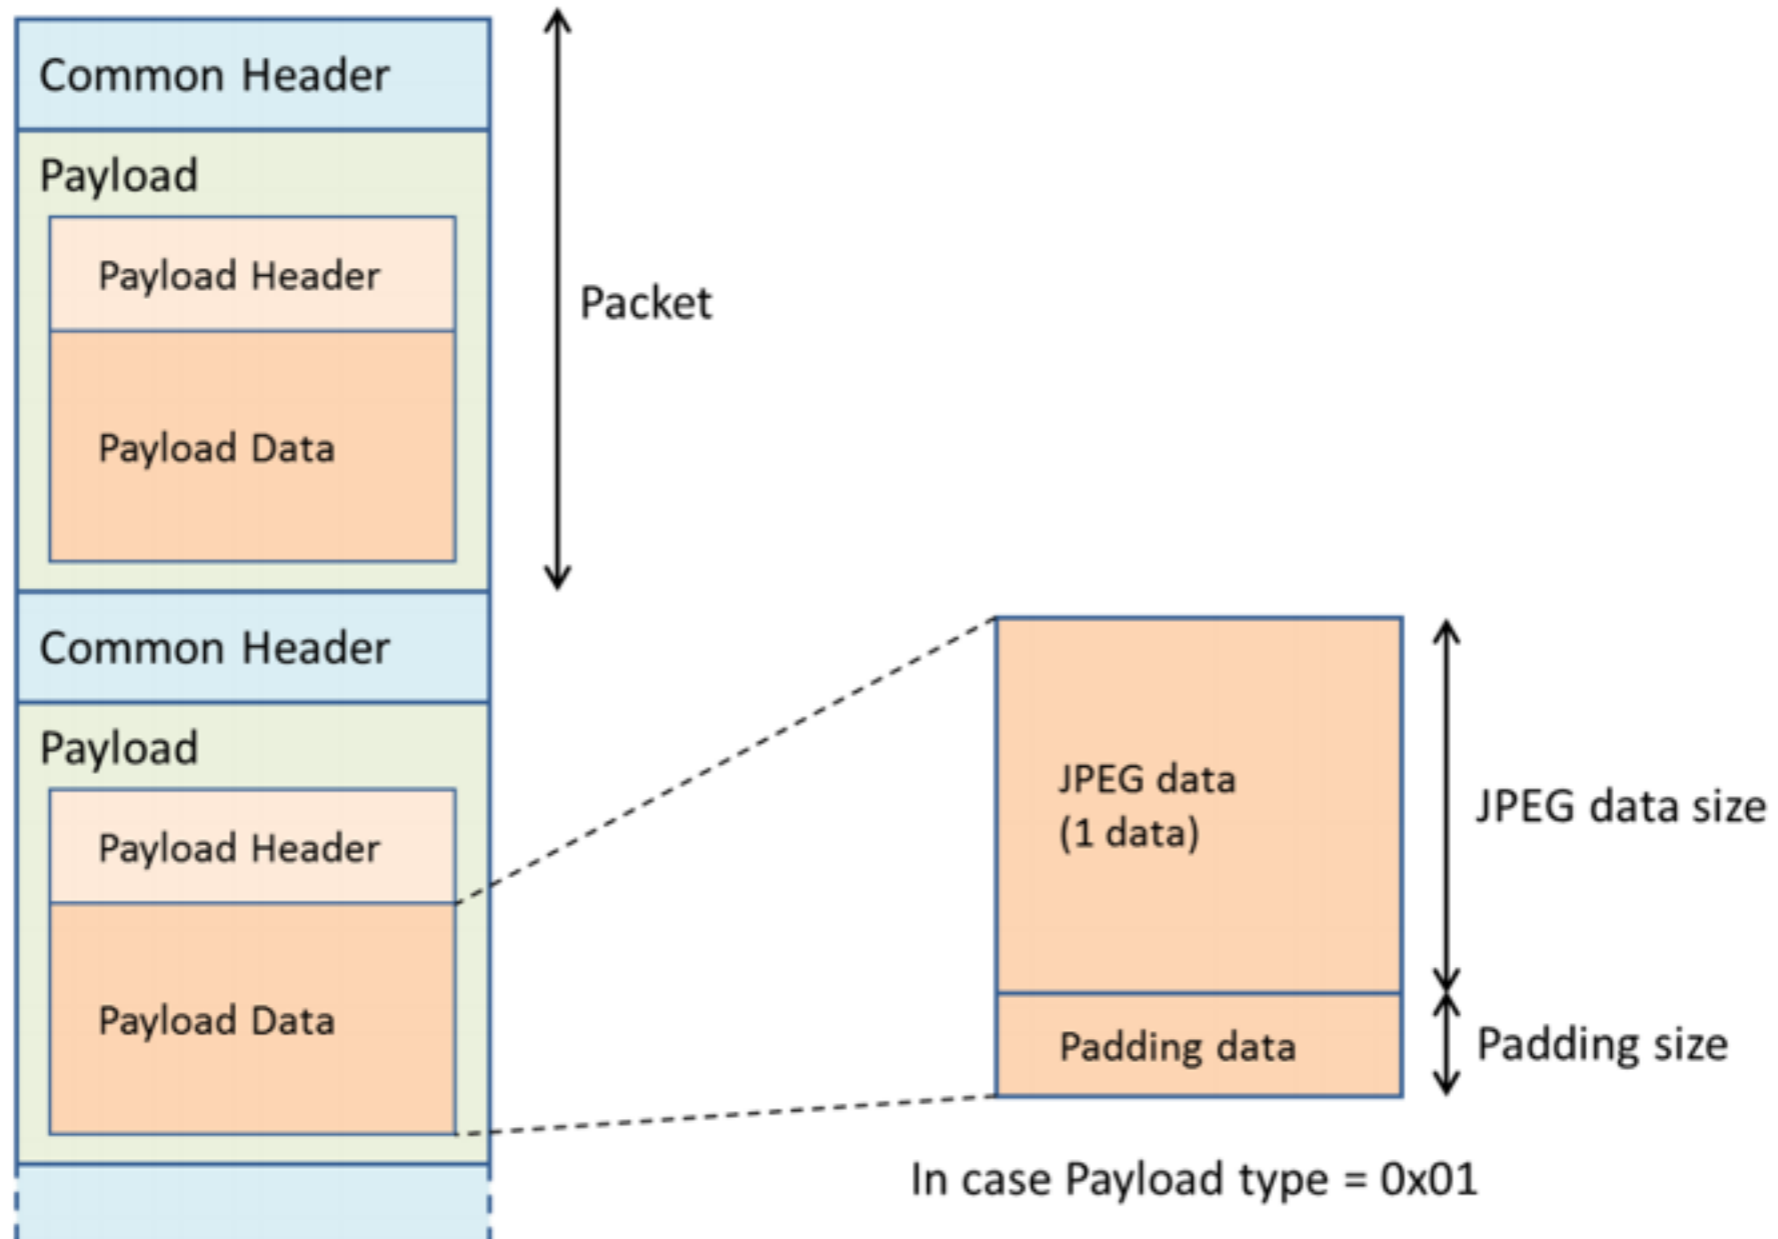 Common Header
Payload
Payload Header
Payload Data
Packet
Common Header
Payload
Payload Header
Payload Data
JPEG data
(1 data)
JPEG data size
Padding data
Padding size
In case Payload type = 0x01